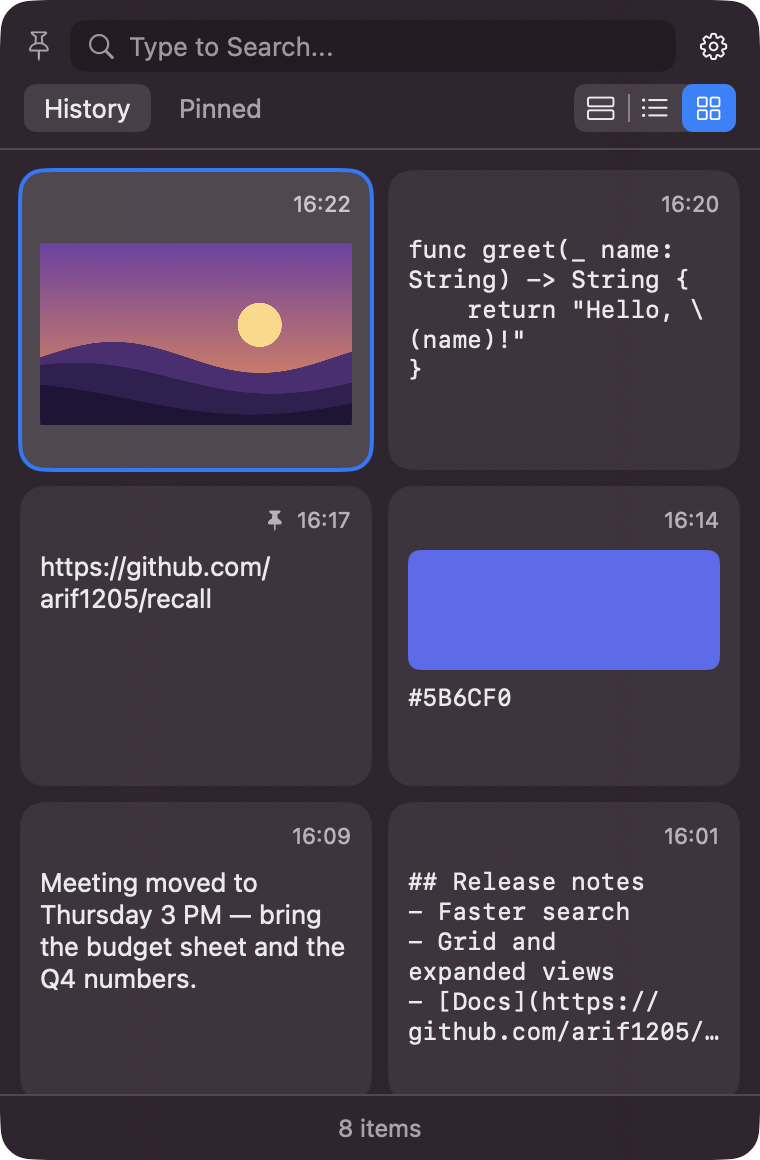 Type to Search...
History
Pinned
16:22
16:20
func greet(_ name:
String) -> String {
    return "Hello, \
(name)!"
}
16:17
https://github.com/
arif1205/recall
16:14
#5B6CF0
16:09
Meeting moved to
Thursday 3 PM — bring
the budget sheet and the
Q4 numbers.
16:01
## Release notes
- Faster search
- Grid and
expanded views
- [Docs](https://
github.com/arif1205/…
8 items